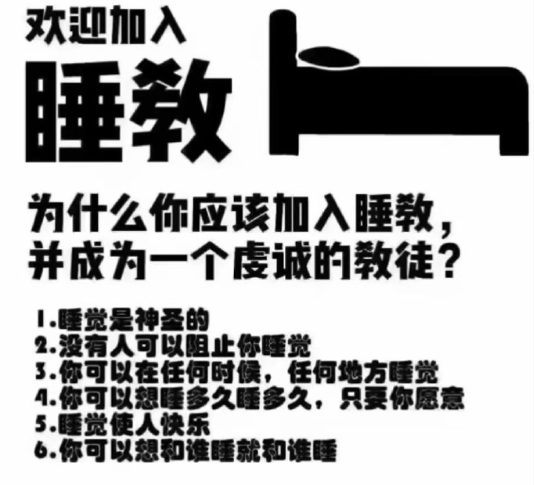 欢迎加入
睡教
为什么你应该加入睡教，
并成为一个虔诚的教徒？
1.睡觉是神圣的
2.没有人可以阻止你睡觉
3.你可以在任何时候，任何地方睡觉
4.你可以想睡多久睡多久，只要你愿意
5.睡觉使人快乐
6.你可以想和谁睡就和谁睡